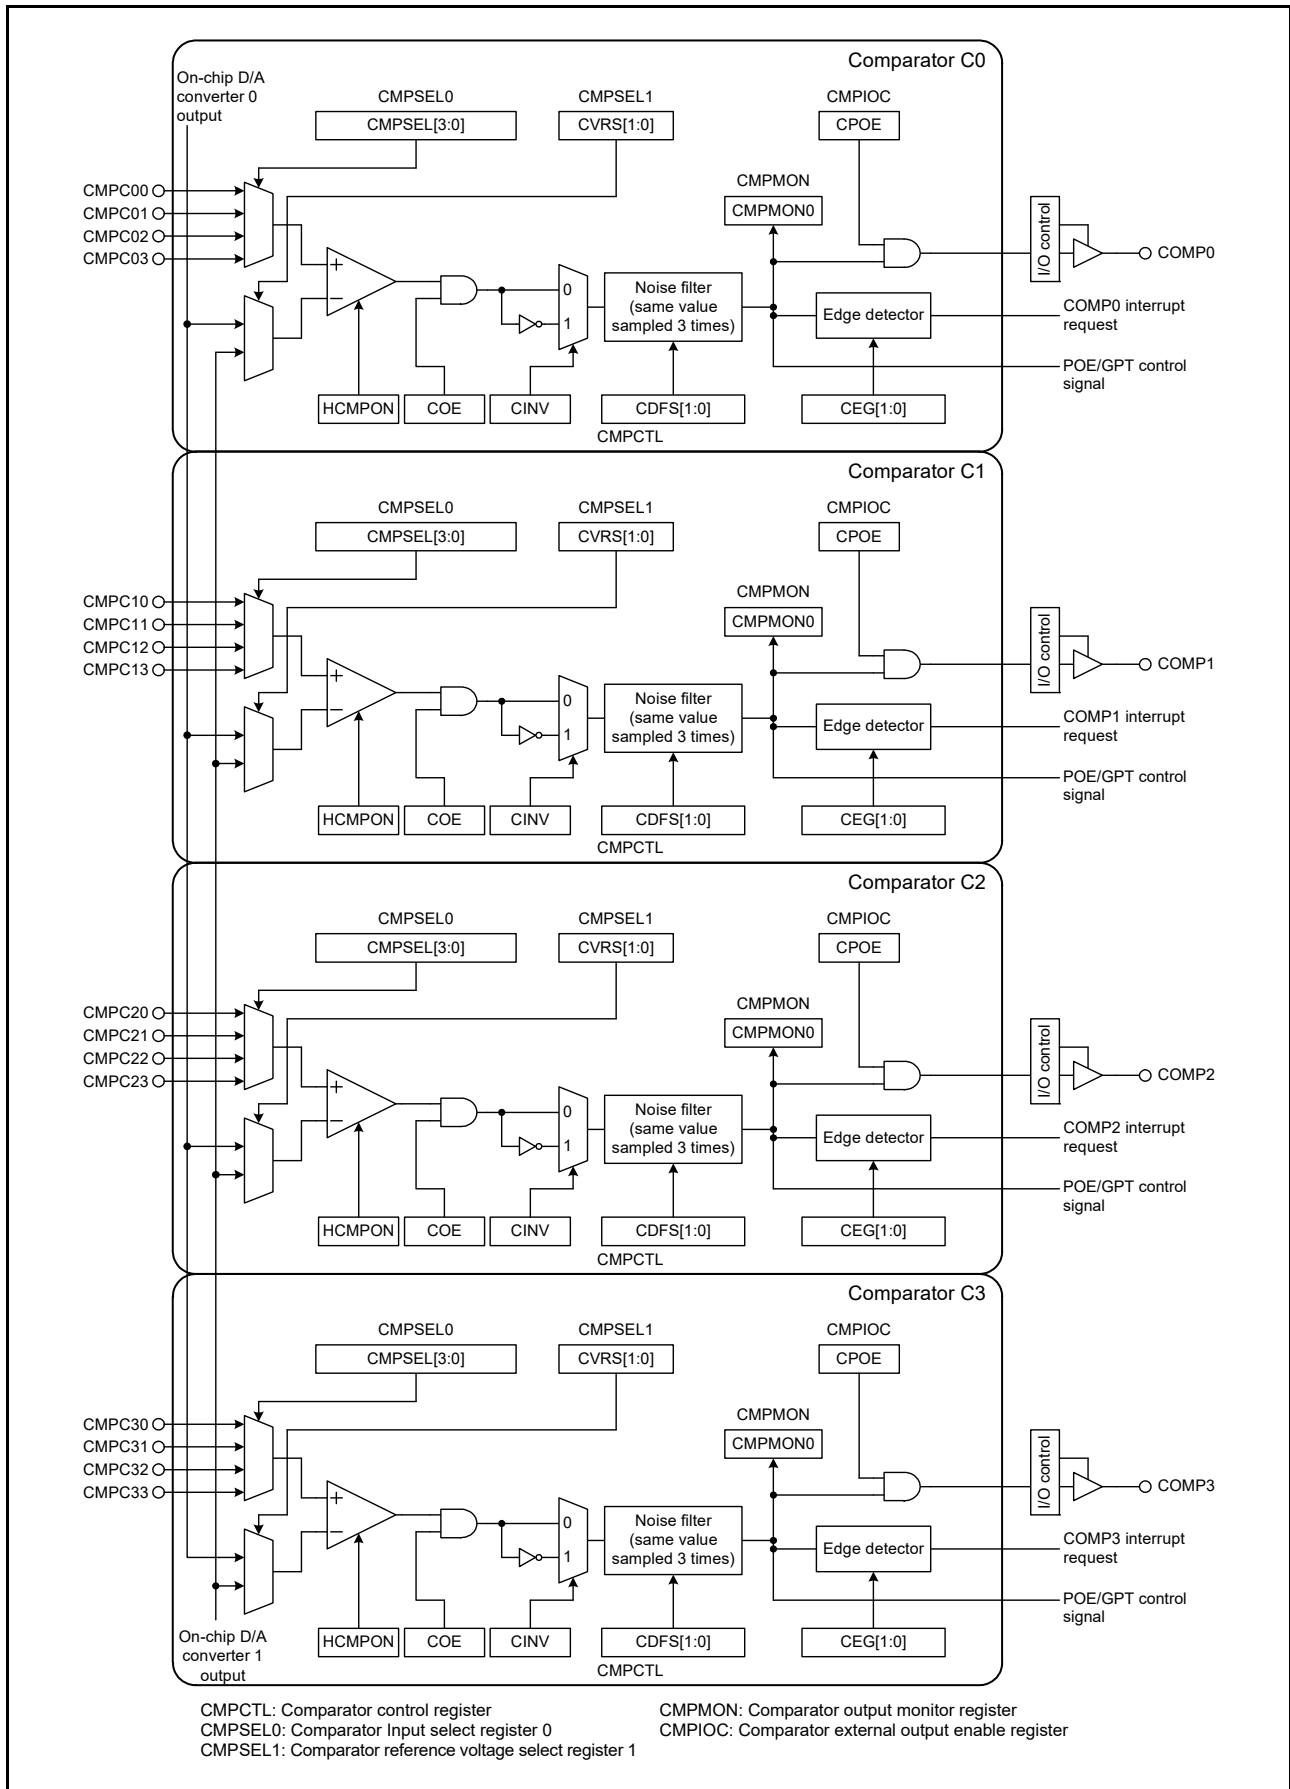 Comparator C0
On-chip D/A
converter 0
output
CMPSEL0
CMPSEL[3:0]
CMPSEL1
CVRS[1:0]
CMPIOC
CPOE
CMPC00
CMPC01
CMPC02
CMPC03
CMPMON
CMPMON0
I/O control
COMP0
+
−
0
1
Noise filter
(same value
sampled 3 times)
Edge detector
COMP0 interrupt
request
POE/GPT control
signal
HCMPON
COE
CINV
CDFS[1:0]
CEG[1:0]
CMPCTL
Comparator C1
CMPSEL0
CMPSEL[3:0]
CMPSEL1
CVRS[1:0]
CMPIOC
CPOE
CMPC10
CMPC11
CMPC12
CMPC13
CMPMON
CMPMON0
I/O control
COMP1
+
−
0
1
Noise filter
(same value
sampled 3 times)
Edge detector
COMP1 interrupt
request
POE/GPT control
signal
HCMPON
COE
CINV
CDFS[1:0]
CEG[1:0]
CMPCTL
Comparator C2
CMPSEL0
CMPSEL[3:0]
CMPSEL1
CVRS[1:0]
CMPIOC
CPOE
CMPC20
CMPC21
CMPC22
CMPC23
CMPMON
CMPMON0
I/O control
COMP2
+
−
0
1
Noise filter
(same value
sampled 3 times)
Edge detector
COMP2 interrupt
request
POE/GPT control
signal
HCMPON
COE
CINV
CDFS[1:0]
CEG[1:0]
CMPCTL
Comparator C3
CMPSEL0
CMPSEL[3:0]
CMPSEL1
CVRS[1:0]
CMPIOC
CPOE
CMPC30
CMPC31
CMPC32
CMPC33
CMPMON
CMPMON0
I/O control
COMP3
+
−
0
1
Noise filter
(same value
sampled 3 times)
Edge detector
COMP3 interrupt
request
POE/GPT control
signal
On-chip D/A
converter 1
output
HCMPON
COE
CINV
CDFS[1:0]
CEG[1:0]
CMPCTL
CMPCTL: Comparator control register
CMPSEL0: Comparator Input select register 0
CMPSEL1: Comparator reference voltage select register 1
CMPMON: Comparator output monitor register
CMPIOC: Comparator external output enable register